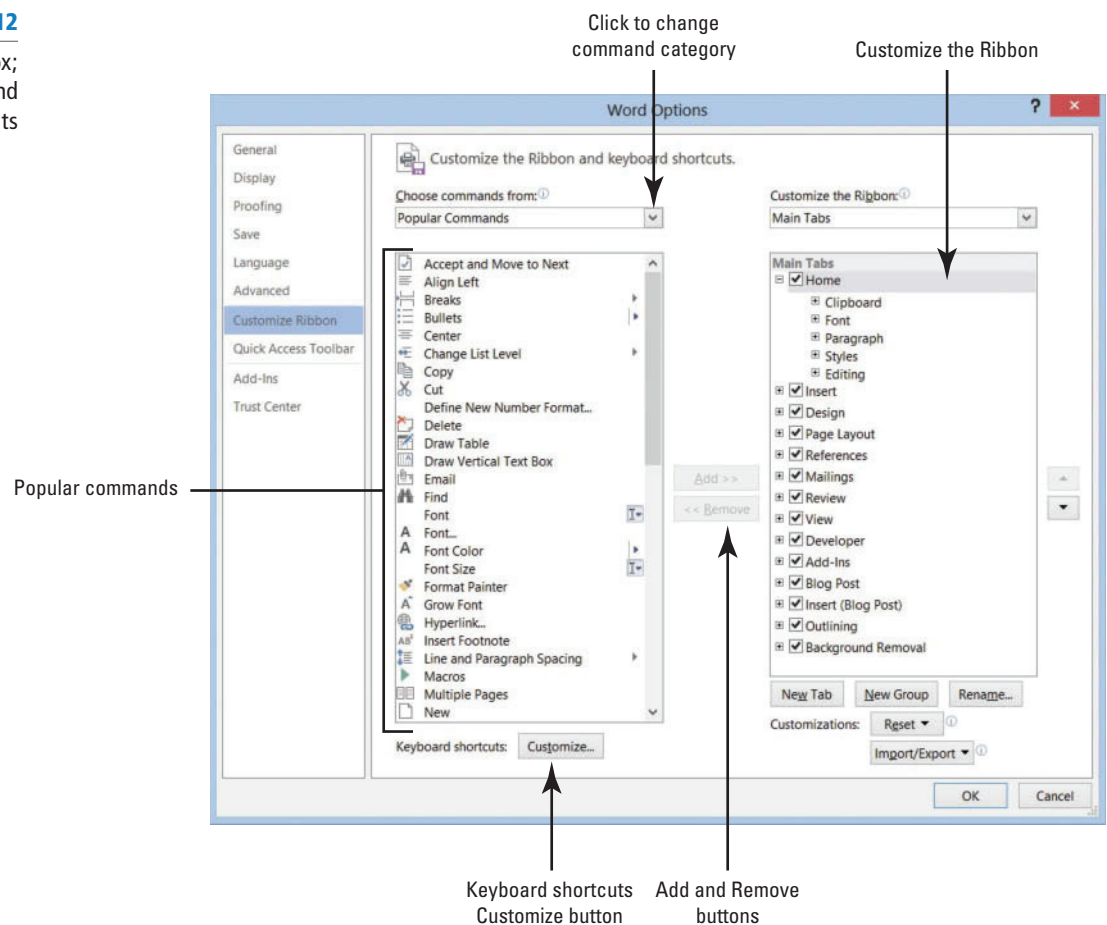 12
x;
nd
ts
Click to change
command category
Customize the Ribbon
Word Options
?
General
Display
Proofing
Save
Language
Advanced
Customize Ribbon
Quick Access Toolbar
Add-Ins
Trust Center
Customize the Ribbon and keyboard shortcuts.
Choose commands from:
Popular Commands
Accept and Move to Next
Align Left
Breaks
Bullets
Center
Change List Level
Copy
Cut
Define New Number Format...
Delete
Draw Table
Draw Vertical Text Box
Email
Find
Font
Font...
Font Color
Font Size
Format Painter
Grow Font
Hyperlink...
Insert Footnote
Line and Paragraph Spacing
Macros
Multiple Pages
New
Keyboard shortcuts: Customize...
Add >>
<< Remove
Customize the Ribbon:
Main Tabs
Main Tabs
Home
Clipboard
Font
Paragraph
Styles
Editing
Insert
Design
Page Layout
References
Mailings
Review
View
Developer
Add-Ins
Blog Post
Insert (Blog Post)
Outlining
Background Removal
New Tab New Group Rename...
Customizations: Reset
Import/Export
OK Cancel
Popular commands
Keyboard shortcuts
Customize button
Add and Remove
buttons